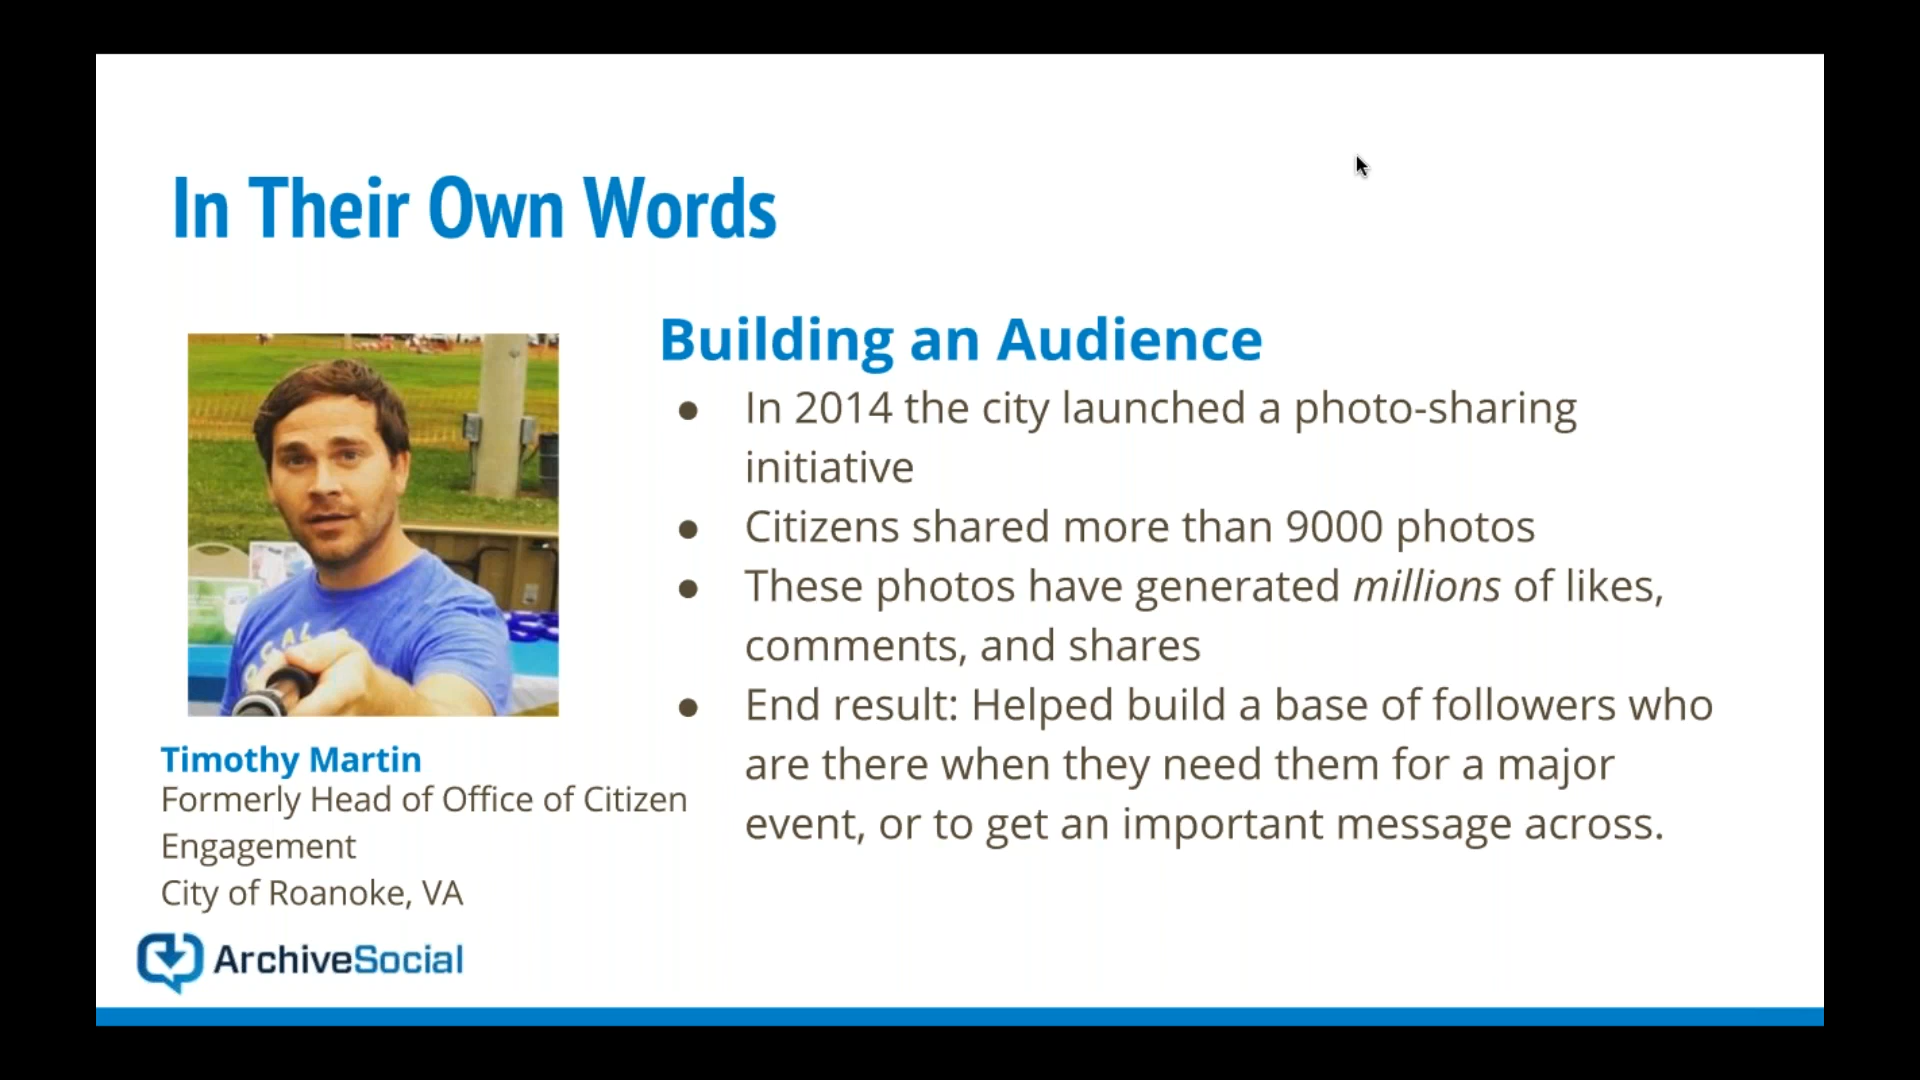 In Their Own Words
Building an Audience
● In 2014 the city launched a photo-sharing
initiative
● Citizens shared more than 9000 photos
● These photos have generated millions of likes,
comments, and shares
● End result: Helped build a base of followers who
are there when they need them for a major
event, or to get an important message across.
Timothy Martin
Formerly Head of Office of Citizen
Engagement
City of Roanoke, VA
ArchiveSocial